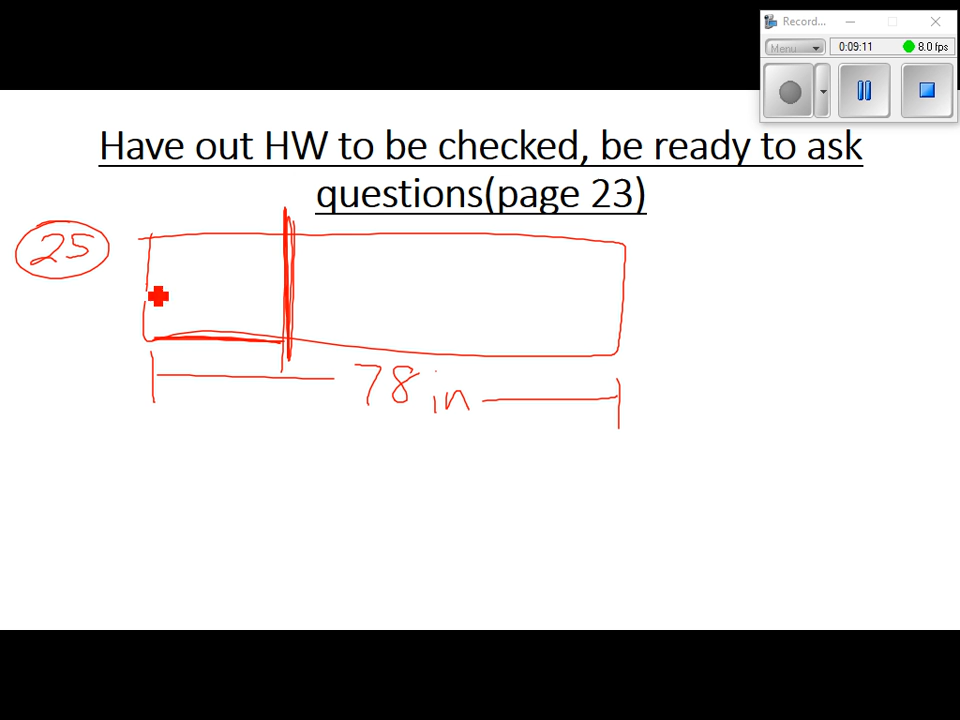 Record...
Menu
0:09:11
8.0 fps
Have out HW to be checked, be ready to ask
questions(page 23)
25
78 in